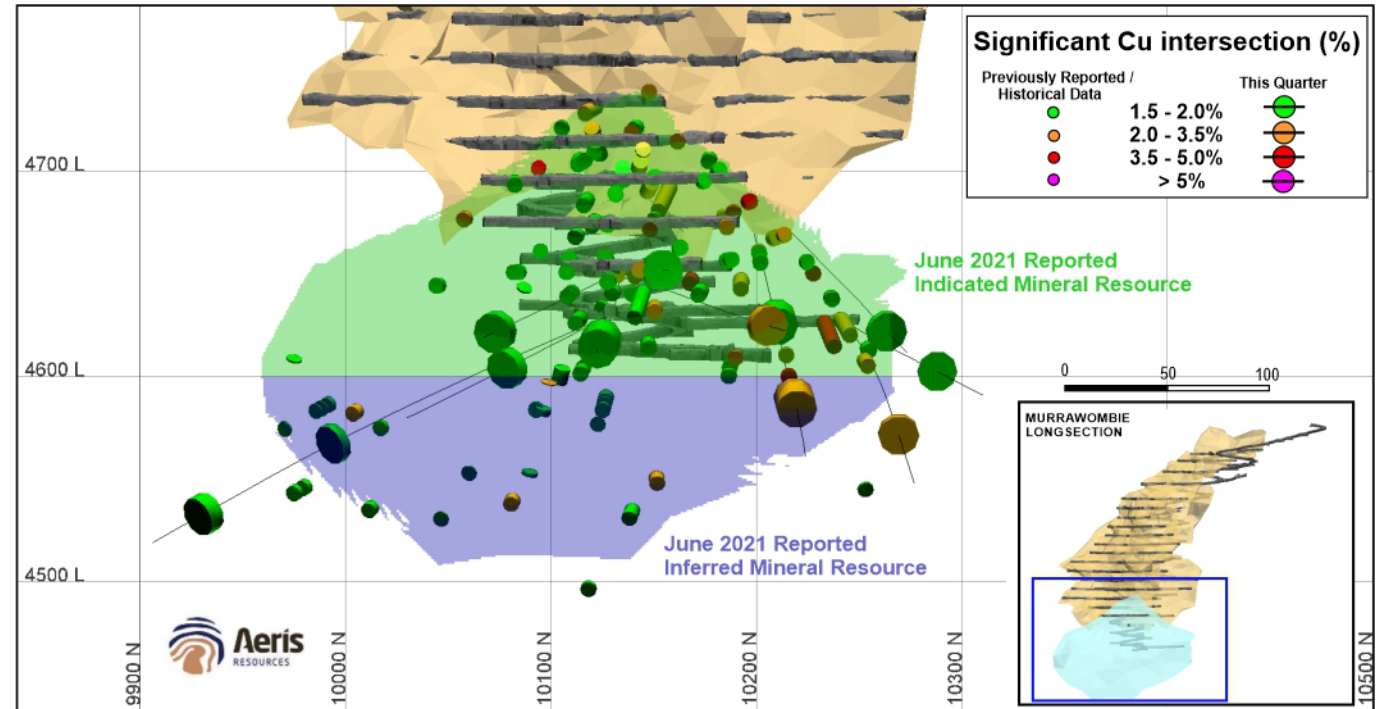 Significant Cu intersection (%)
Previously Reported /
Historical Data
This Quarter
1.5 - 2.0%
2.0 - 3.5%
3.5 - 5.0%
> 5%
4700 L
June 2021 Reported
Indicated Mineral Resource
4600 L
0 50 100
MURRAWOMBIE
LONGSECTION
June 2021 Reported
Inferred Mineral Resource
4500 L
Aeris
RESOURCES
9900 N
10000 N
10100 N
10200 N
10300 N
10500 N